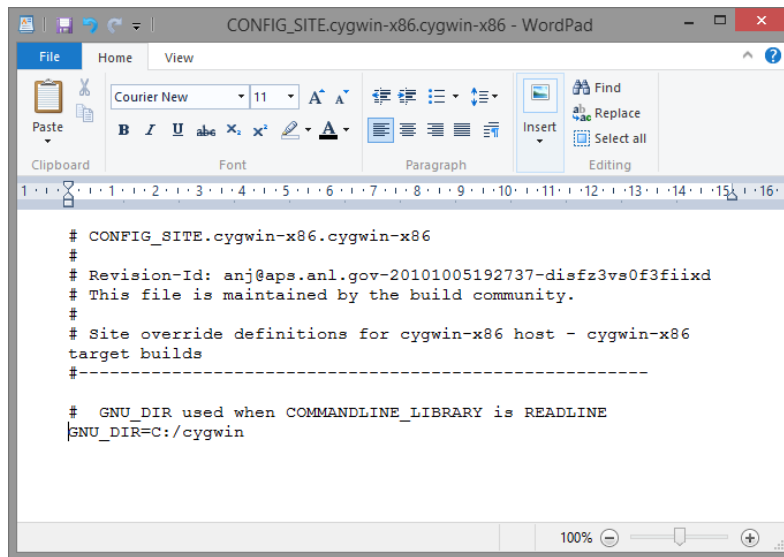 CONFIG_SITE.cygwin-x86.cygwin-x86 - WordPad
File Home View
Paste
Clipboard
Courier New 11
B I U abc X₂ X² A
Font
Paragraph
Insert
Find
Replace
Select all
Editing
1 1 2 3 4 5 6 7 8 9 10 11 12 13 14 15 16
# CONFIG_SITE.cygwin-x86.cygwin-x86
#
# Revision-Id: anj@aps.anl.gov-20101005192737-disfz3vs0f3fiixd
# This file is maintained by the build community.
#
# Site override definitions for cygwin-x86 host - cygwin-x86
target builds
#-------------------------------------------------------
#  GNU_DIR used when COMMANDLINE_LIBRARY is READLINE
GNU_DIR=C:/cygwin
100%